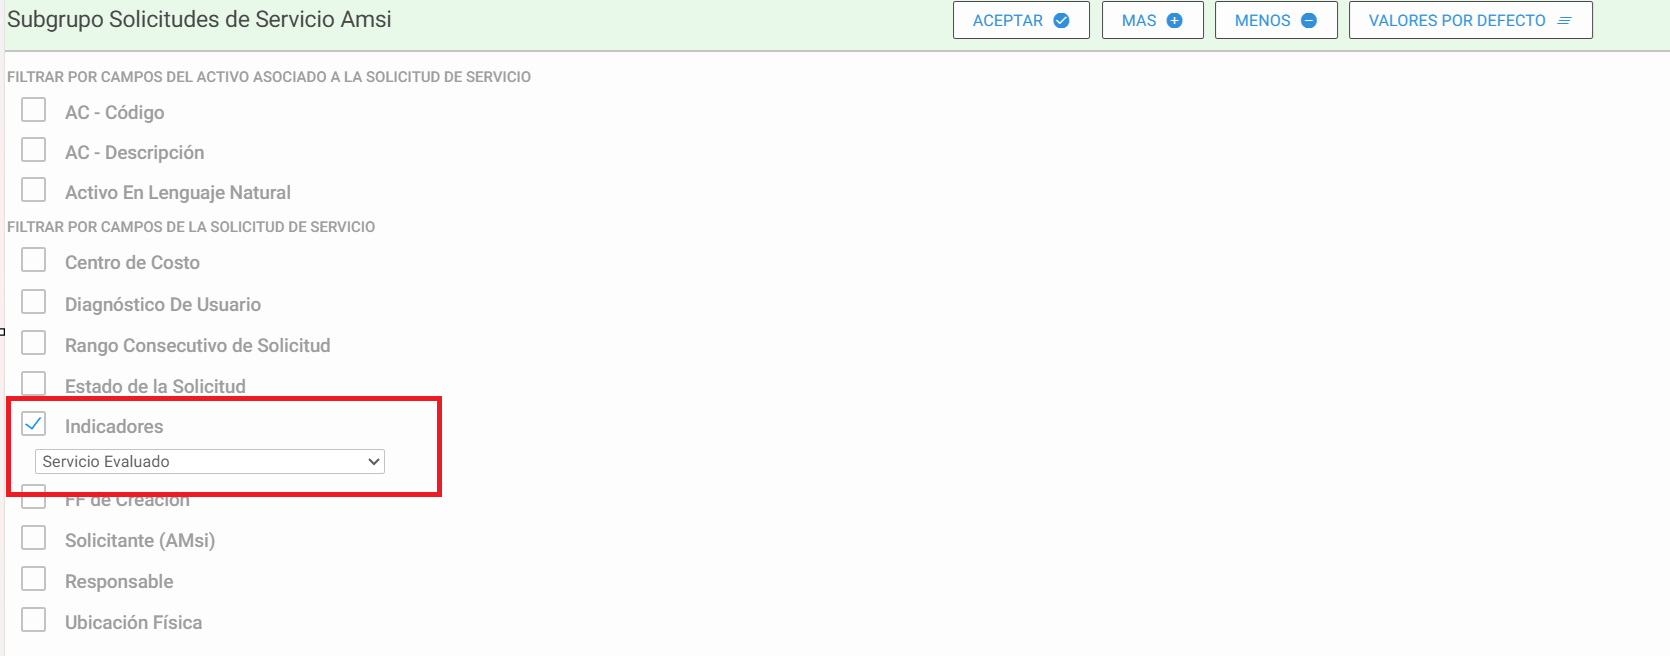 Subgrupo Solicitudes de Servicio Amsi
ACEPTAR MAS MENOS VALORES POR DEFECTO
FILTRAR POR CAMPOS DEL ACTIVO ASOCIADO A LA SOLICITUD DE SERVICIO
AC - Código
AC - Descripción
Activo En Lenguaje Natural
FILTRAR POR CAMPOS DE LA SOLICITUD DE SERVICIO
Centro de Costo
Diagnóstico De Usuario
Rango Consecutivo de Solicitud
Estado de la Solicitud
Indicadores
Servicio Evaluado
FF de Creación
Solicitante (AMsi)
Responsable
Ubicación Física